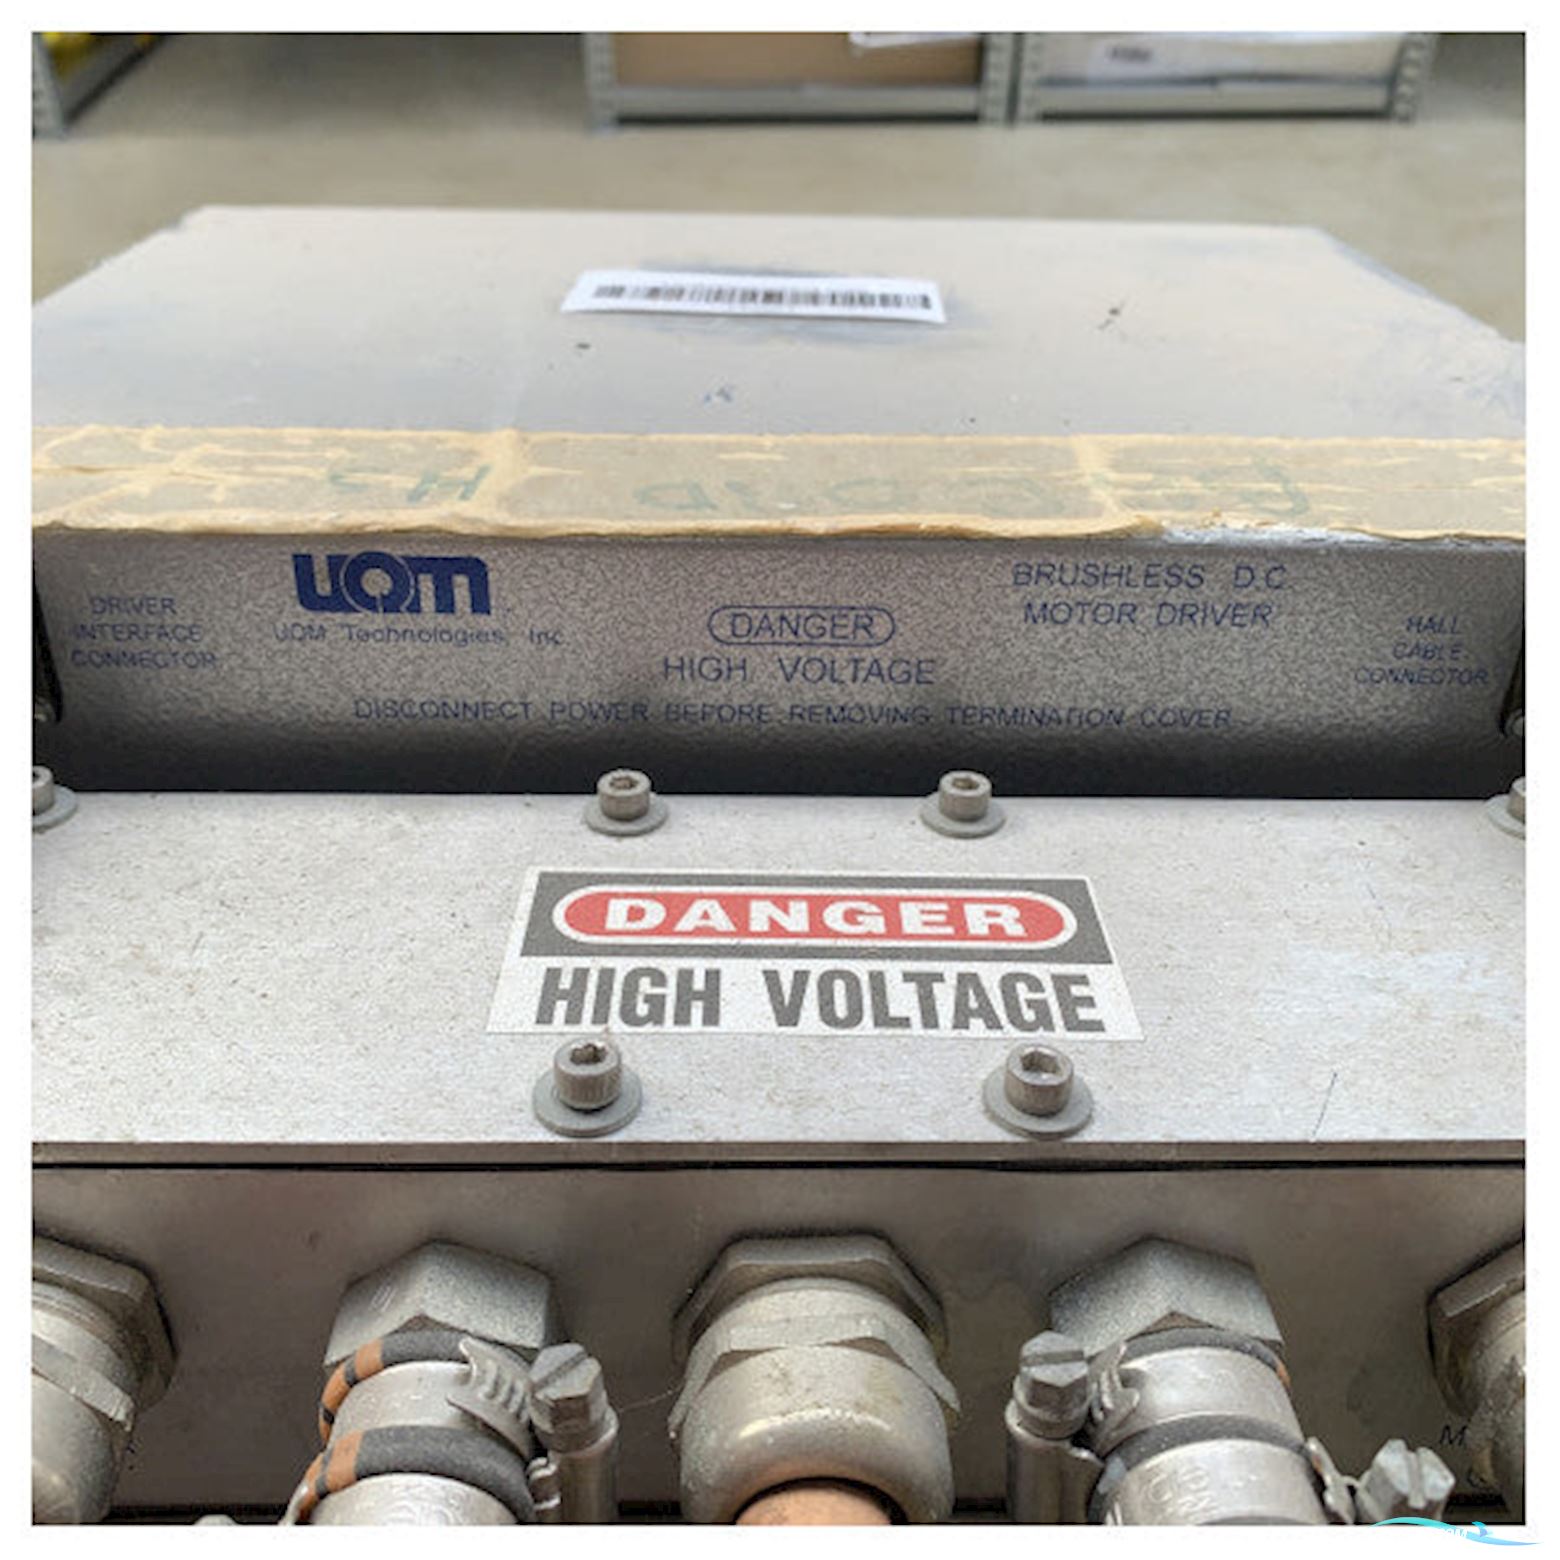 UQM
UQM Technologies, Inc
DRIVER
INTERFACE
CONNECTOR
DANGER
HIGH VOLTAGE
BRUSHLESS D.C.
MOTOR DRIVER
HALL
CABLE
CONNECTOR
DISCONNECT POWER BEFORE REMOVING TERMINATION COVER
DANGER
HIGH VOLTAGE
M